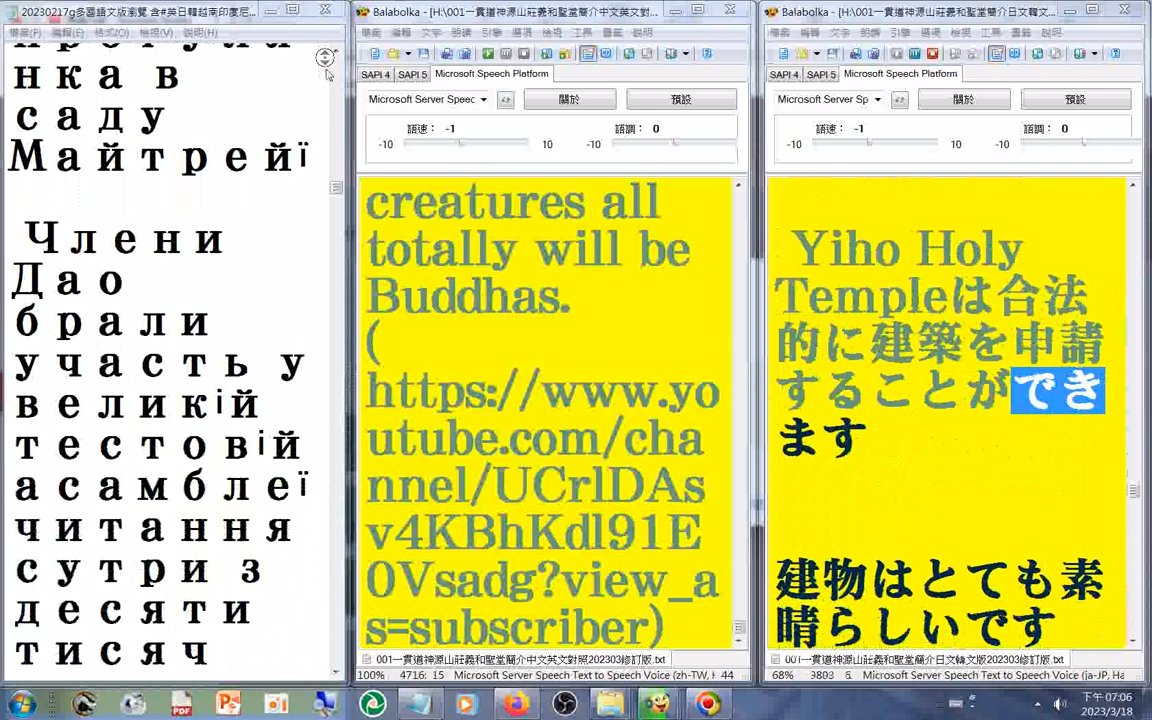 20230217g多國語文版瀏覽 含#英日韓越南印度尼...
檔案(F) 編輯(E) 格式(O) 檢視(V) 說明(H)
нка в
саду
Майтрейї
Члени
Дао
брали
участь у
великій
тестовій
асамблеї
читання
сутри з
десяти
тисяч
Balabolka - [H:\001一貫道神源山莊義和聖堂簡介中文英文對...
檔案 編輯 文字 朗讀 引擎 選項 檢視 工具 書籤 說明
SAPI 4 SAPI 5 Microsoft Speech Platform
Microsoft Server Speec 關於 預設
語速： -1 語調： 0
-10 10 -10 10
creatures all
totally will be
Buddhas.
(
https://www.yo
utube.com/cha
nnel/UCrlDAs
v4KBhKdl91E
0Vsadg?view_a
s=subscriber)
001一貫道神源山莊義和聖堂簡介中文英文對照202303修訂版.txt
100% 4716: 15 Microsoft Server Speech Text to Speech Voice (zh-TW, H 44
Balabolka - [H:\001一貫道神源山莊義和聖堂簡介日文韓文...
檔案 編輯 文字 朗讀 引擎 選項 檢視 工具 書籤 說明
SAPI 4 SAPI 5 Microsoft Speech Platform
Microsoft Server Sp 關於 預設
語速： -1 語調： 0
-10 10 -10
Yiho Holy
Templeは合法
的に建築を申請
することができ
ます
建物はとても素
晴らしいです
001一貫道神源山莊義和聖堂簡介日文韓文版202303修訂版.txt
68% 3803 6 Microsoft Server Speech Text to Speech Voice (ja-JP, Ha
下午 07:06
2023/3/18